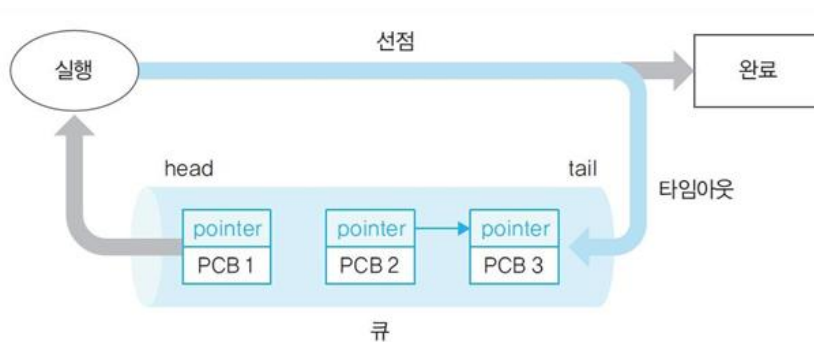 선점
실행
완료
head
tail
타임아웃
pointer
pointer
pointer
PCB 1
PCB 2
PCB 3
큐